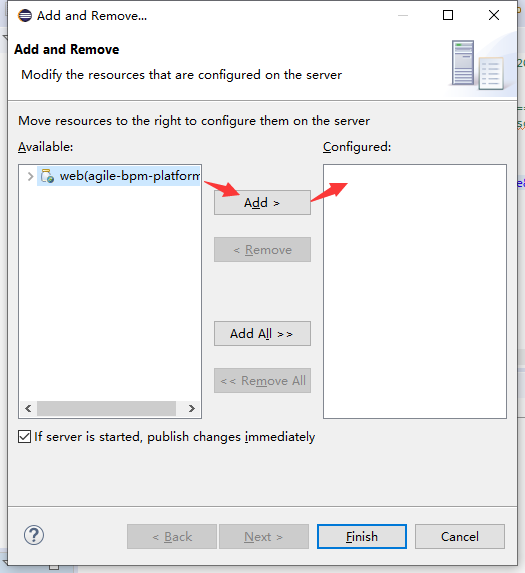 Add and Remove...
Add and Remove
Modify the resources that are configured on the server
Move resources to the right to configure them on the server
Available:
Configured:
web(agile-bpm-platform
Add >
< Remove
Add All >>
<< Remove All
If server is started, publish changes immediately
?
< Back
Next >
Finish
Cancel